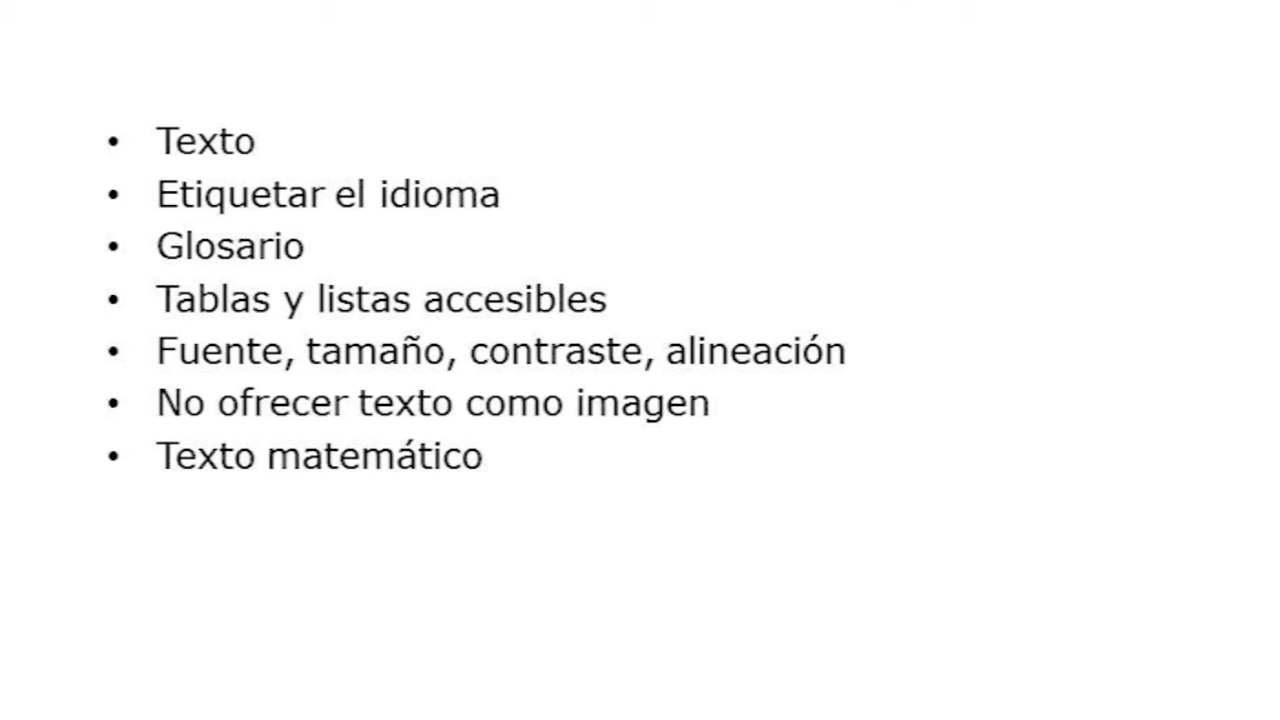 • Texto
• Etiquetar el idioma
• Glosario
• Tablas y listas accesibles
• Fuente, tamaño, contraste, alineación
• No ofrecer texto como imagen
• Texto matemático